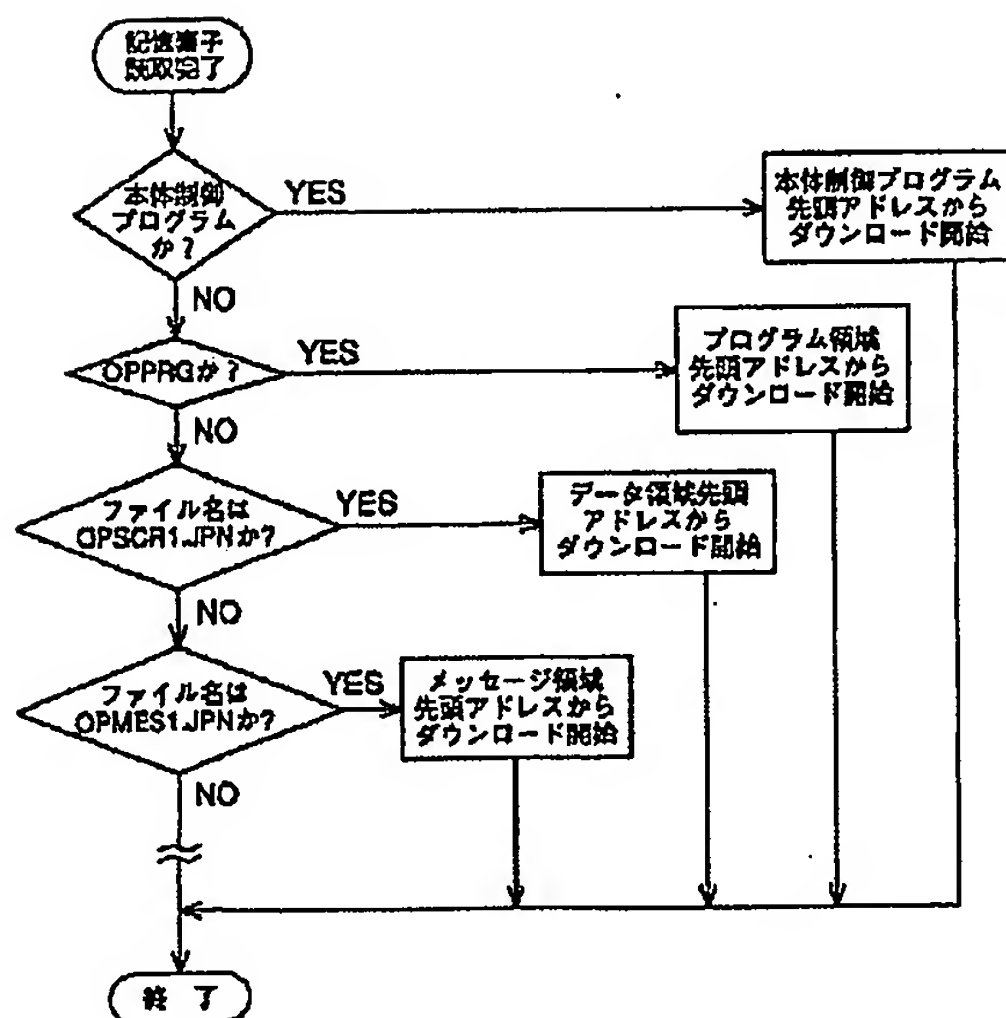 記憶素子
読取完了
本体制御
プログラム
か?
YES
本体制御プログラム
先頭アドレスから
ダウンロード開始
NO
OPPRGか?
YES
プログラム領域
先頭アドレスから
ダウンロード開始
NO
ファイル名は
OPSCR1.JPNか?
YES
データ領域先頭
アドレスから
ダウンロード開始
NO
ファイル名は
OPMES1.JPNか?
YES
メッセージ領域
先頭アドレスから
ダウンロード開始
NO
終 了